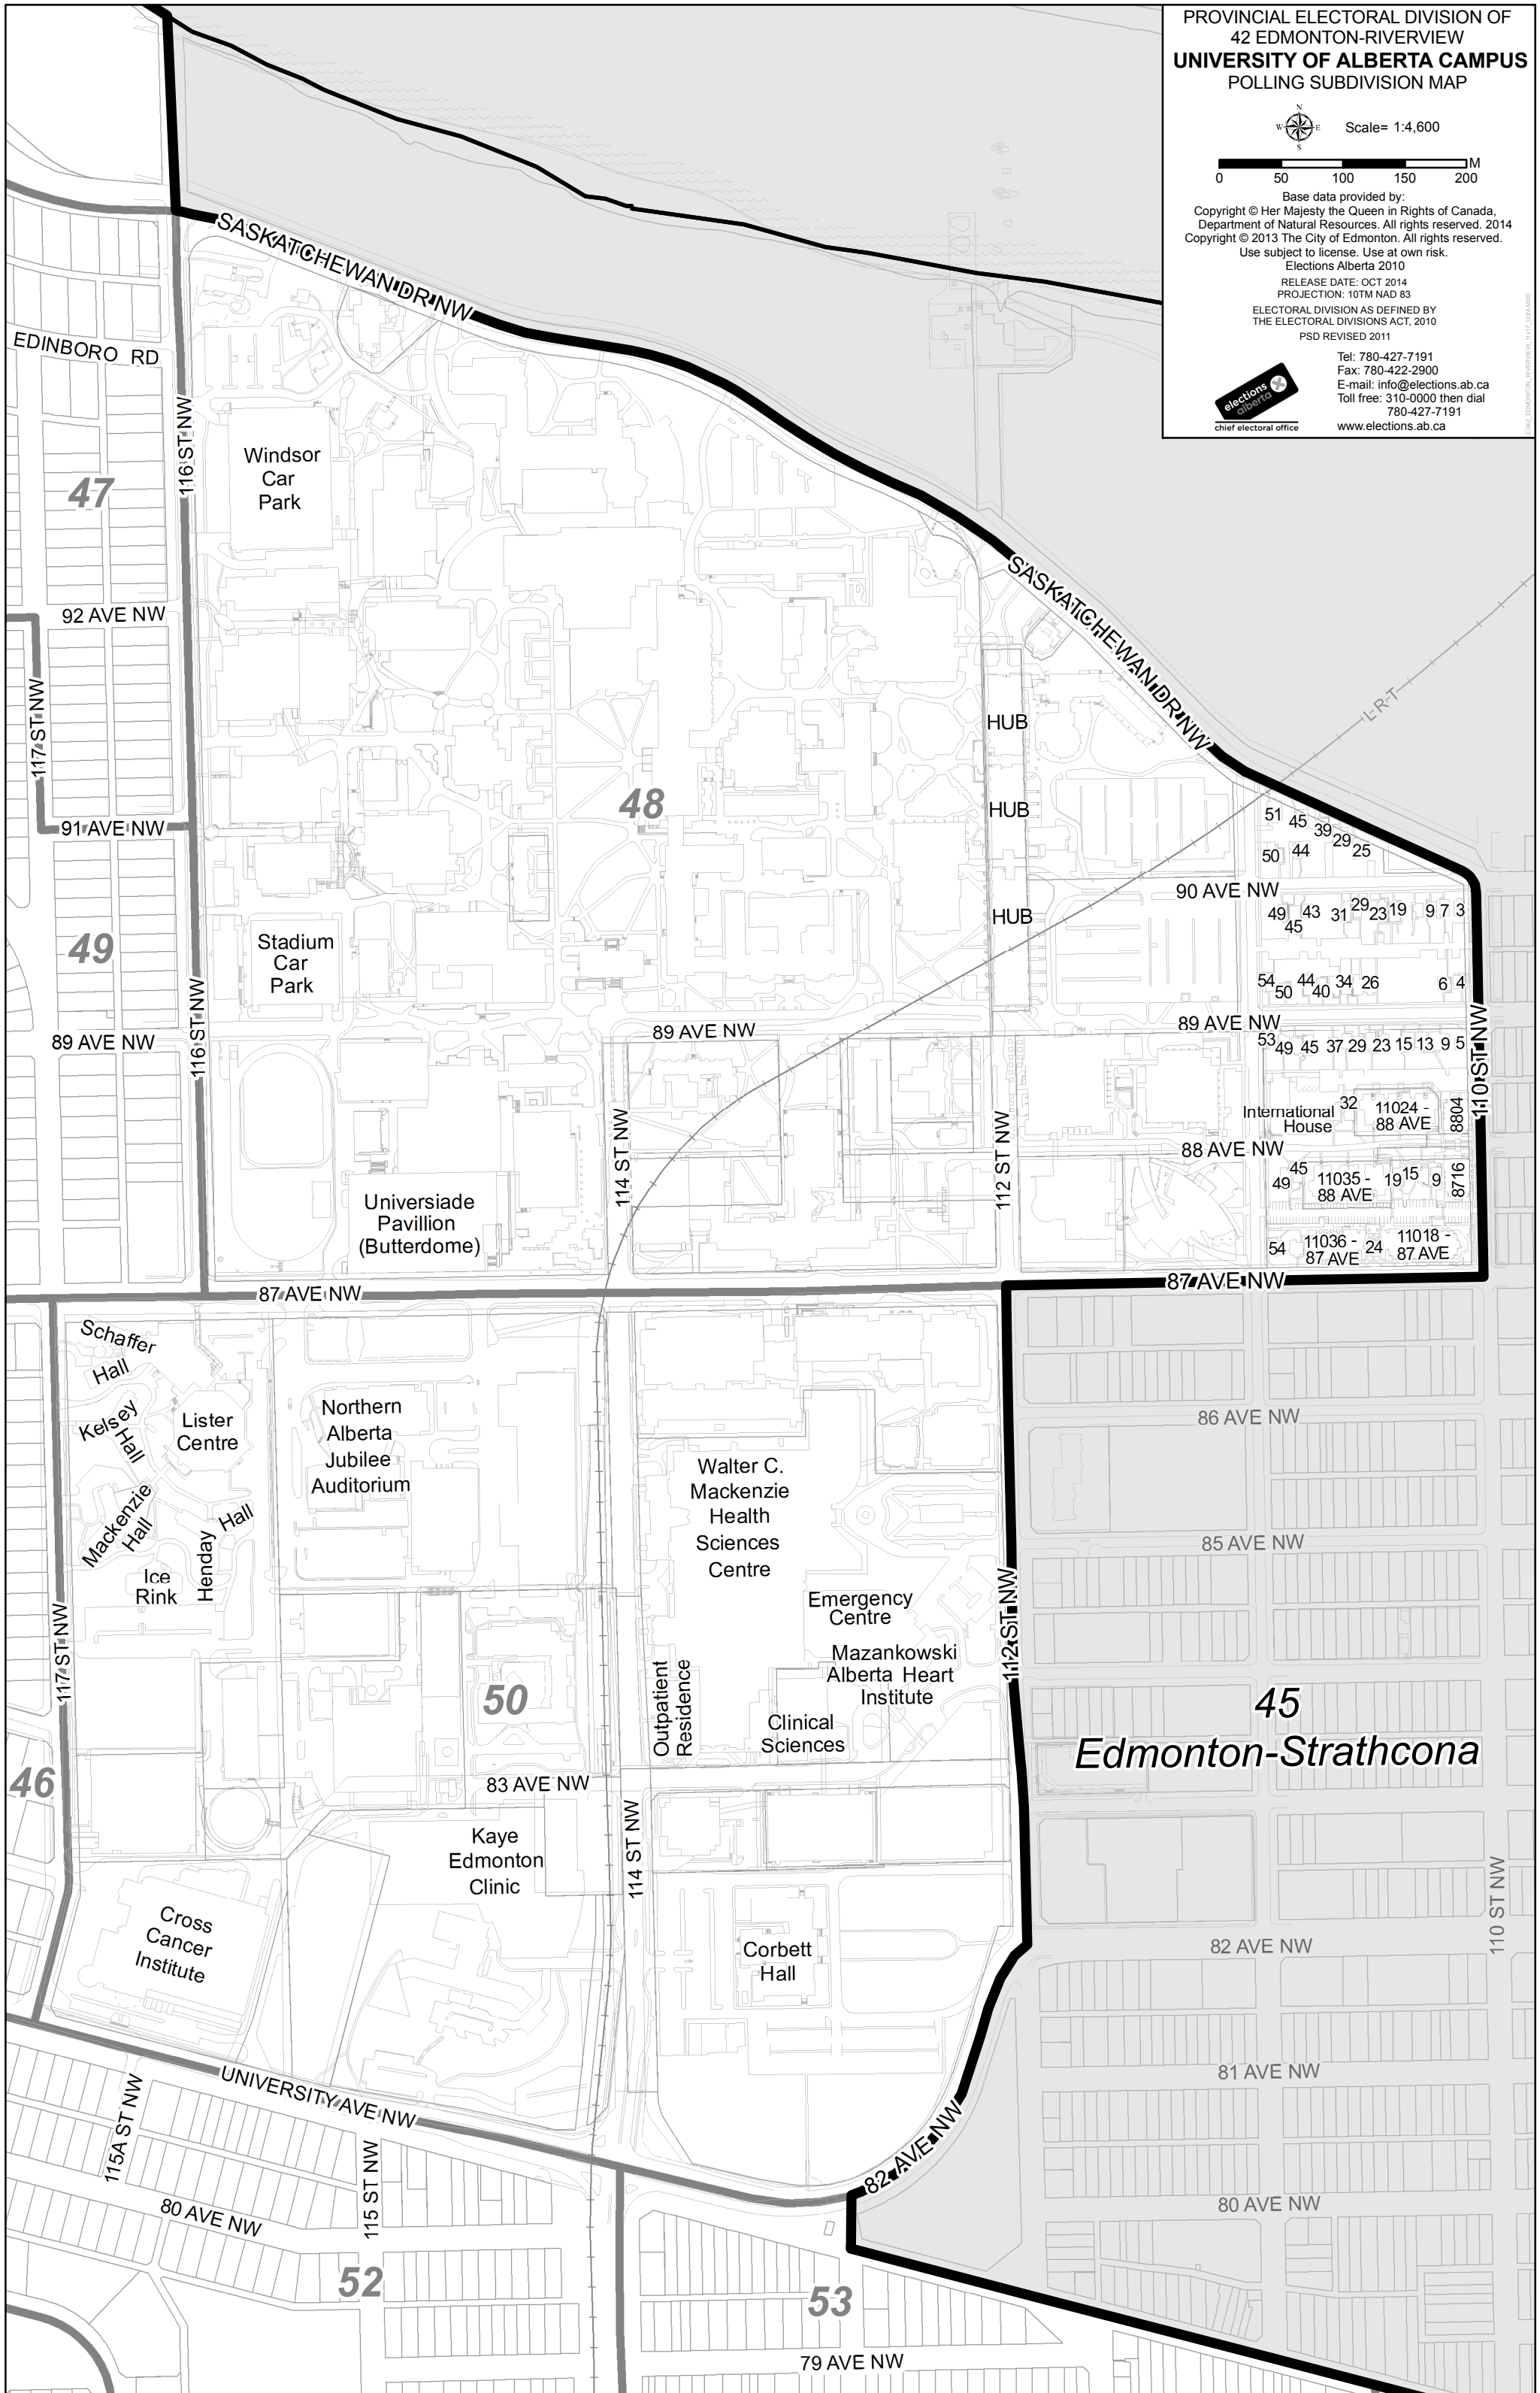 PROVINCIAL ELECTORAL DIVISION OF
42 EDMONTON-RIVERVIEW
UNIVERSITY OF ALBERTA CAMPUS
POLLING SUBDIVISION MAP
N
W E
S
Scale= 1:4,600
M
0 50 100 150 200
Base data provided by:
Copyright © Her Majesty the Queen in Rights of Canada,
Department of Natural Resources. All rights reserved. 2014
Copyright © 2013 The City of Edmonton. All rights reserved.
Use subject to license. Use at own risk.
Elections Alberta 2010
RELEASE DATE: OCT 2014
PROJECTION: 10TM NAD 83
ELECTORAL DIVISION AS DEFINED BY
THE ELECTORAL DIVISIONS ACT, 2010
PSD REVISED 2011
elections
alberta
chief electoral office
Tel: 780-427-7191
Fax: 780-422-2900
E-mail: info@elections.ab.ca
Toll free: 310-0000 then dial
780-427-7191
www.elections.ab.ca
SASKATCHEWAN DR NW
EDINBORO RD
116 ST NW
Windsor
Car
Park
47
SASKATCHEWAN DR NW
92 AVE NW
117 ST NW
HUB
L-R-T
48
HUB
91 AVE NW
51 45 39 29 25
50 44
90 AVE NW
HUB
49 45 43 31 29 23 19 9 7 3
49
Stadium
Car
Park
54 50 44 40 34 26 6 4
116 ST NW
89 AVE NW
89 AVE NW
89 AVE NW
110 ST NW
53 49 45 37 29 23 15 13 9 5
International
House
32
11024 -
88 AVE
8804
114 ST NW
112 ST NW
88 AVE NW
49 45
11035 -
88 AVE
19 15 9
8716
Universiade
Pavillion
(Butterdome)
54
11036 -
87 AVE
24
11018 -
87 AVE
87 AVE NW
87 AVE NW
Schaffer
Hall
Kelsey
Hall
Lister
Centre
Northern
Alberta
Jubilee
Auditorium
86 AVE NW
Walter C.
Mackenzie
Health
Sciences
Centre
Mackenzie
Hall
Henday
Hall
Ice
Rink
85 AVE NW
Emergency
Centre
112 ST NW
117 ST NW
Mazankowski
Alberta Heart
Institute
Outpatient
Residence
50
Clinical
Sciences
45
Edmonton-Strathcona
46
83 AVE NW
114 ST NW
Kaye
Edmonton
Clinic
Cross
Cancer
Institute
Corbett
Hall
82 AVE NW
110 ST NW
81 AVE NW
UNIVERSITY AVE NW
82 AVE NW
115A ST NW
115 ST NW
80 AVE NW
80 AVE NW
52
53
79 AVE NW